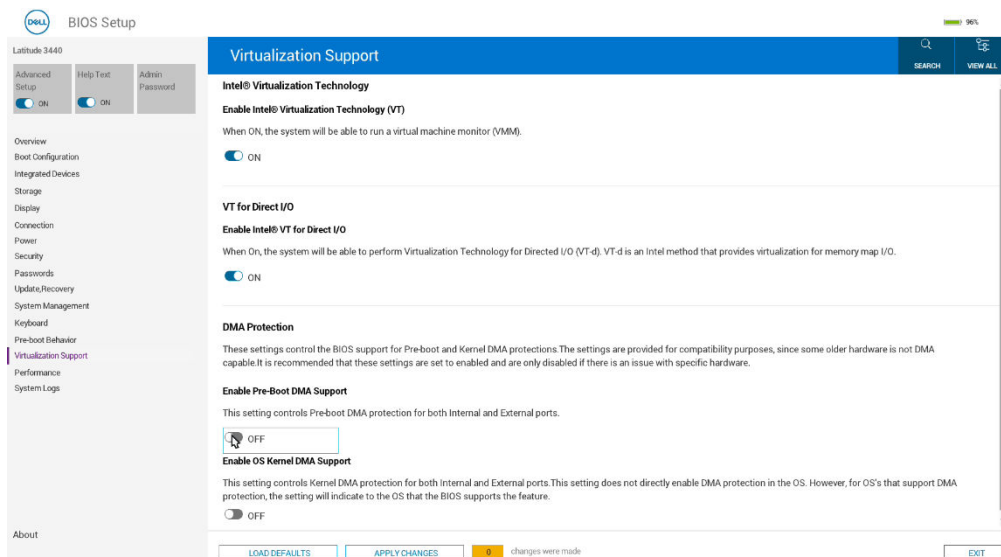 DELL BIOS Setup 96%
Latitude 3440
Advanced Setup ON
Help Text ON
Admin Password
Overview
Boot Configuration
Integrated Devices
Storage
Display
Connection
Power
Security
Passwords
Update,Recovery
System Management
Keyboard
Pre-boot Behavior
Virtualization Support
Performance
System Logs
About
Virtualization Support
SEARCH VIEW ALL
Intel® Virtualization Technology
Enable Intel® Virtualization Technology (VT)
When ON, the system will be able to run a virtual machine monitor (VMM).
ON
VT for Direct I/O
Enable Intel® VT for Direct I/O
When On, the system will be able to perform Virtualization Technology for Directed I/O (VT-d). VT-d is an Intel method that provides virtualization for memory map I/O.
ON
DMA Protection
These settings control the BIOS support for Pre-boot and Kernel DMA protections.The settings are provided for compatibility purposes, since some older hardware is not DMA
capable.It is recommended that these settings are set to enabled and are only disabled if there is an issue with specific hardware.
Enable Pre-Boot DMA Support
This setting controls Pre-boot DMA protection for both Internal and External ports.
OFF
Enable OS Kernel DMA Support
This setting controls Kernel DMA protection for both Internal and External ports.This setting does not directly enable DMA protection in the OS. However, for OS's that support DMA
protection, the setting will indicate to the OS that the BIOS supports the feature.
OFF
LOAD DEFAULTS APPLY CHANGES 0 changes were made EXIT